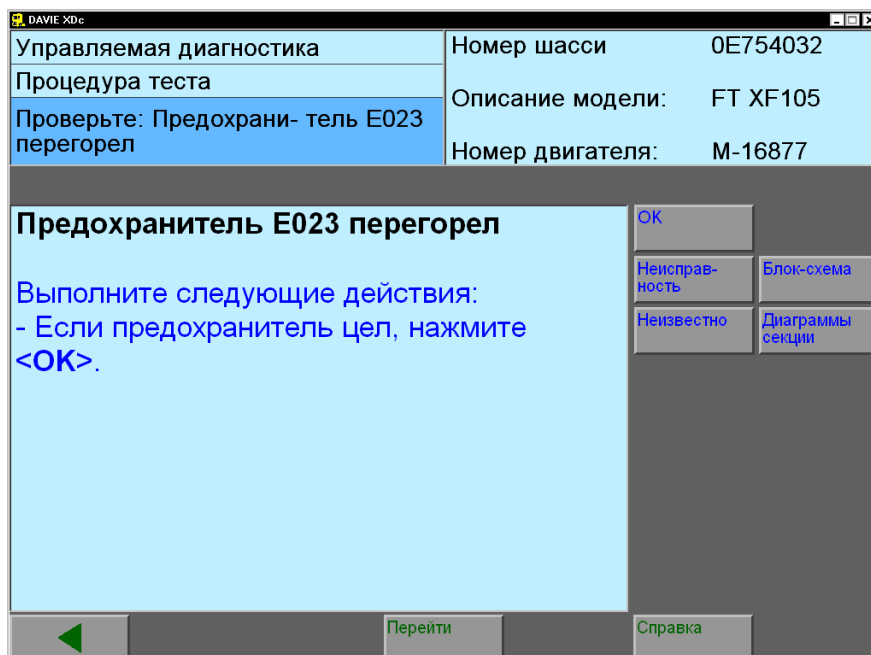 DAVIE XDc
Управляемая диагностика
Процедура теста
Проверьте: Предохрани- тель E023
перегорел
Номер шасси 0E754032
Описание модели: FT XF105
Номер двигателя: M-16877
Предохранитель E023 перегорел
Выполните следующие действия:
- Если предохранитель цел, нажмите
<OK>.
OK
Неисправ-
ность
Блок-схема
Неизвестно
Диаграммы
секции
Перейти
Справка